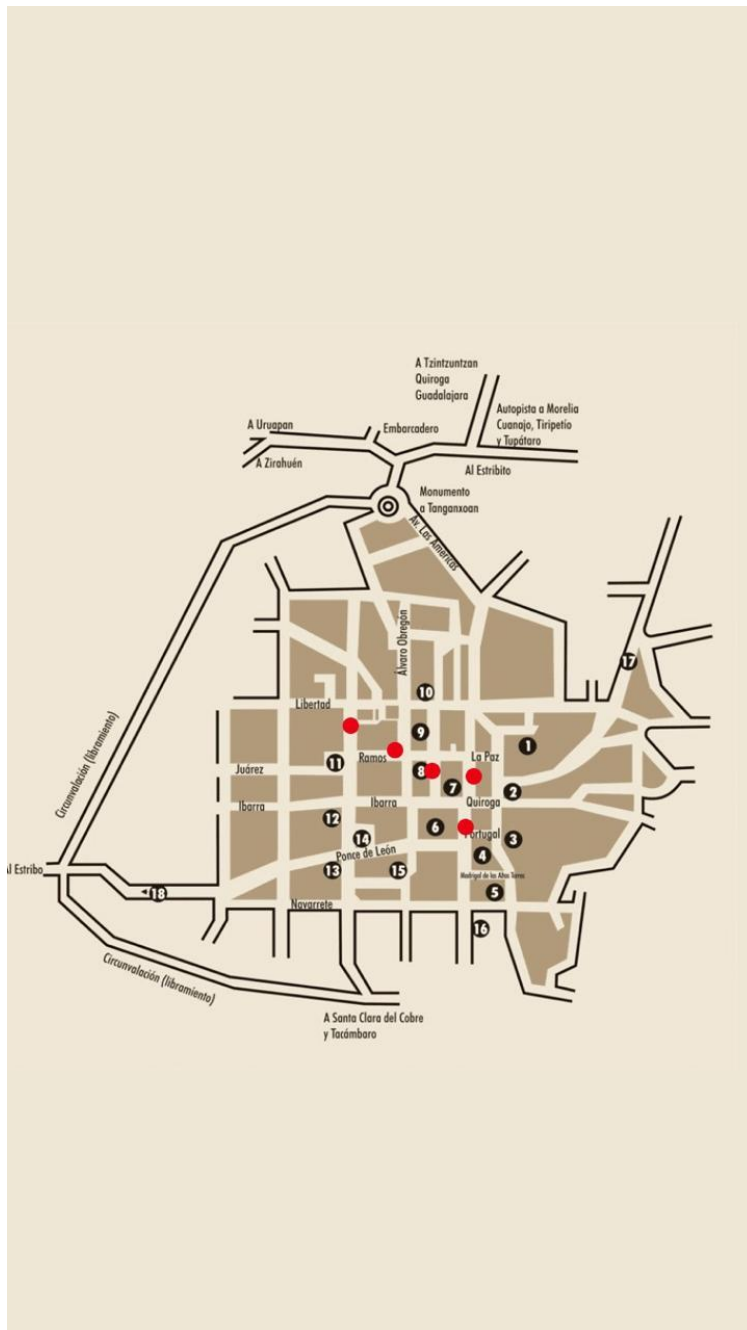 A Tzintzuntzan
Quiroga
Guadalajara
Autopista a Morelia
Cuanajo, Tiripetío
y Tupátaro
A Uruapan
Embarcadero
A Zirahuén
Al Estribito
Monumento
a Tanganxoan
Av. Las Américas
Álvaro Obregón
17
10
Libertad
9
1
Circunvalación (libramiento)
Ramos
La Paz
11
Juárez
8
7
2
Ibarra
Ibarra
Quiroga
12
6
Portugal
3
14
Ponce de León
4
Al Estribo
13
15
Madrigal de las Altas Torres
18
5
Navarrete
16
Circunvalación (libramiento)
A Santa Clara del Cobre
y Tacámbaro